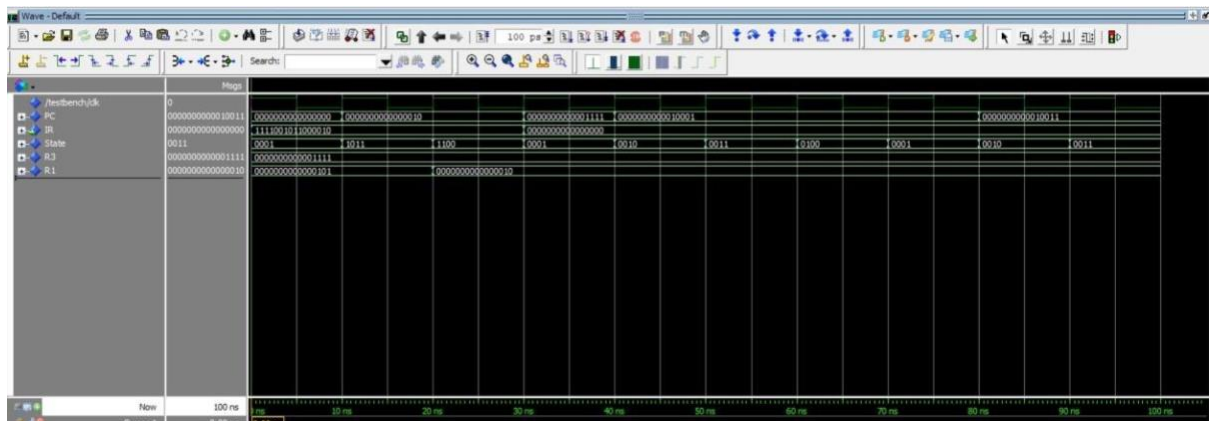 Wave - Default
100 ps
Search:
Msgs
/testbench/clk 0
PC 0000000000010011 0000000000000000 0000000000000010 0000000000001111 0000000000010001 0000000000010011
IR 0000000000000000 1111001011000010 0000000000000000
State 0011 0001 1011 1100 0001 0010 0011 0100 0001 0010 0011
R3 0000000000001111 0000000000001111
R1 0000000000000010 0000000000000101 0000000000000010
Now 100 ns ns 10 ns 20 ns 30 ns 40 ns 50 ns 60 ns 70 ns 80 ns 90 ns 100 ns